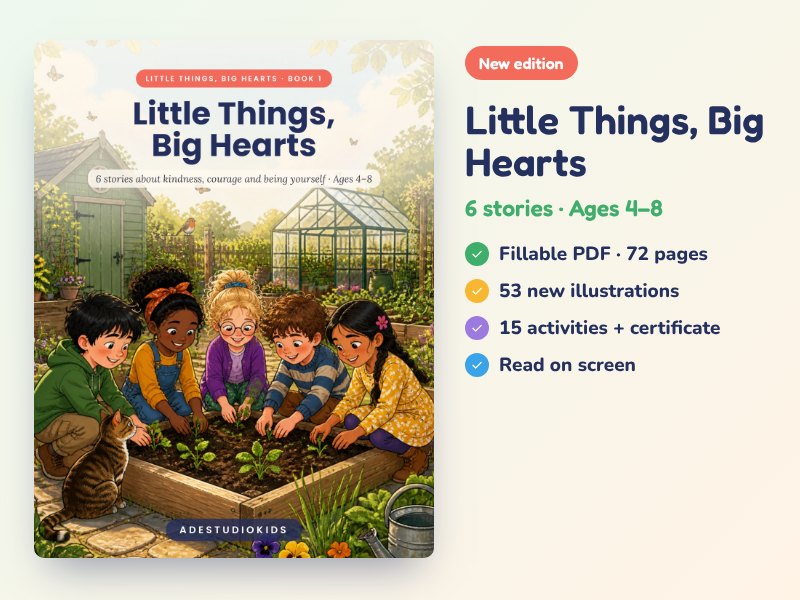 LITTLE THINGS, BIG HEARTS · BOOK 1
Little Things,
Big Hearts
6 stories about kindness, courage and being yourself · Ages 4–8
ADESTUDIOKIDS
New edition
Little Things, Big
Hearts
6 stories · Ages 4–8
Fillable PDF · 72 pages
53 new illustrations
15 activities + certificate
Read on screen